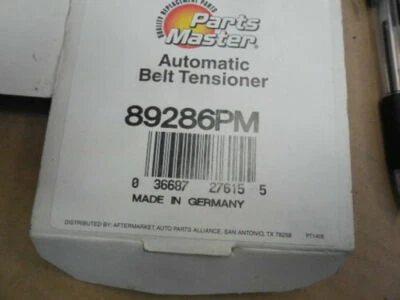 QUALITY REPLACEMENT PARTS
Parts
Master®
Automatic
Belt Tensioner
89286PM
0 36687 27615 5
MADE IN GERMANY
DISTRIBUTED BY: AFTERMARKET AUTO PARTS ALLIANCE, SAN ANTONIO, TX 78258 PT1408